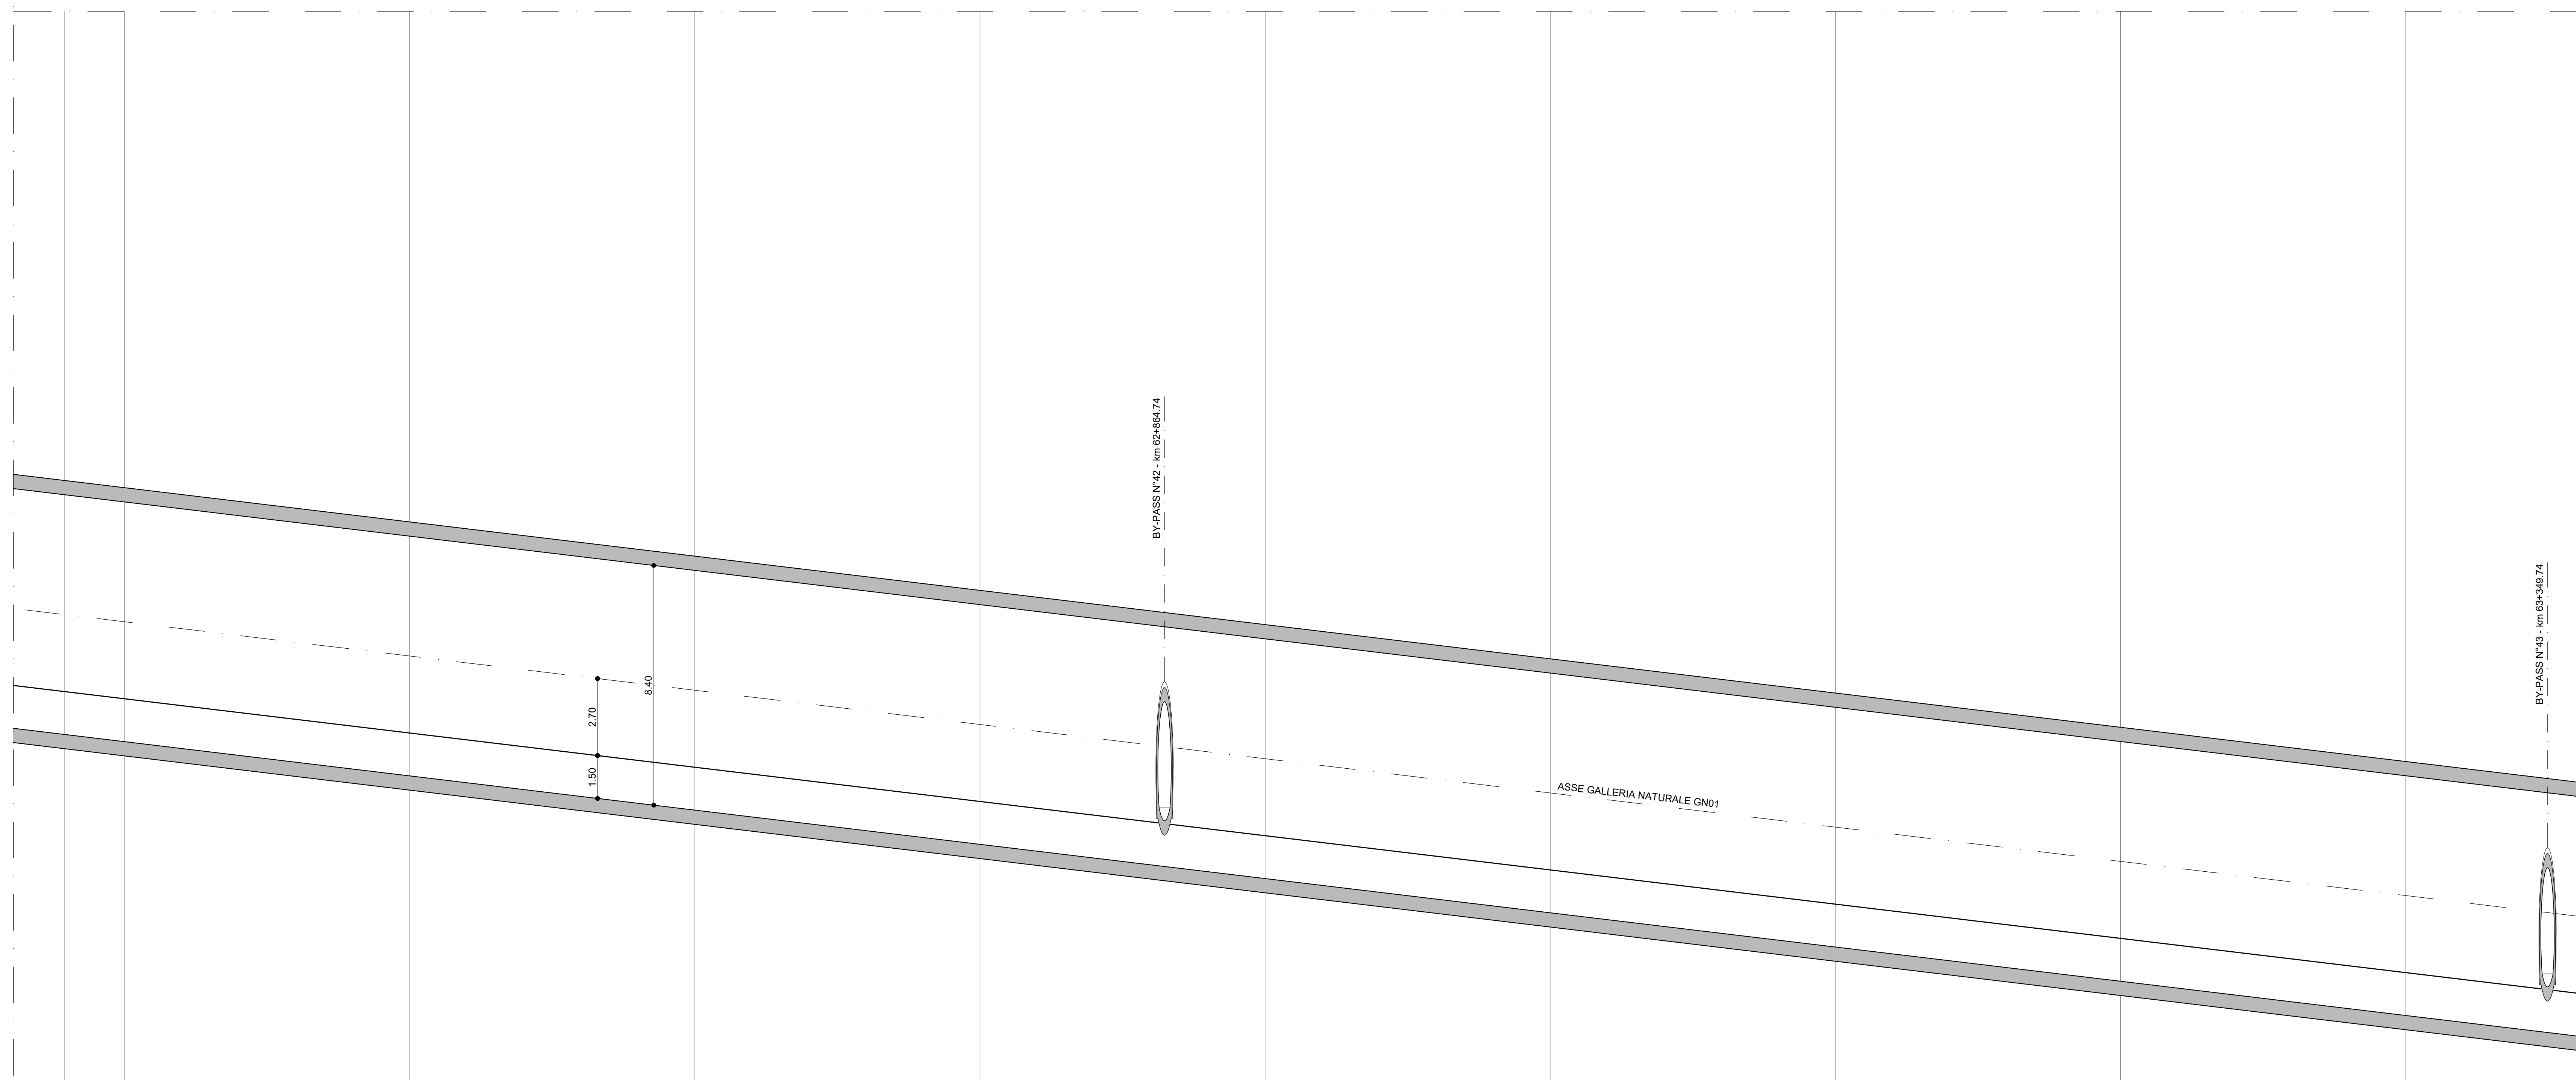 BY-PASS N°42 - km 62+864.74
BY-PASS N°43 - km 63+349.74
8.40
2.70
1.50
ASSE GALLERIA NATURALE GN01